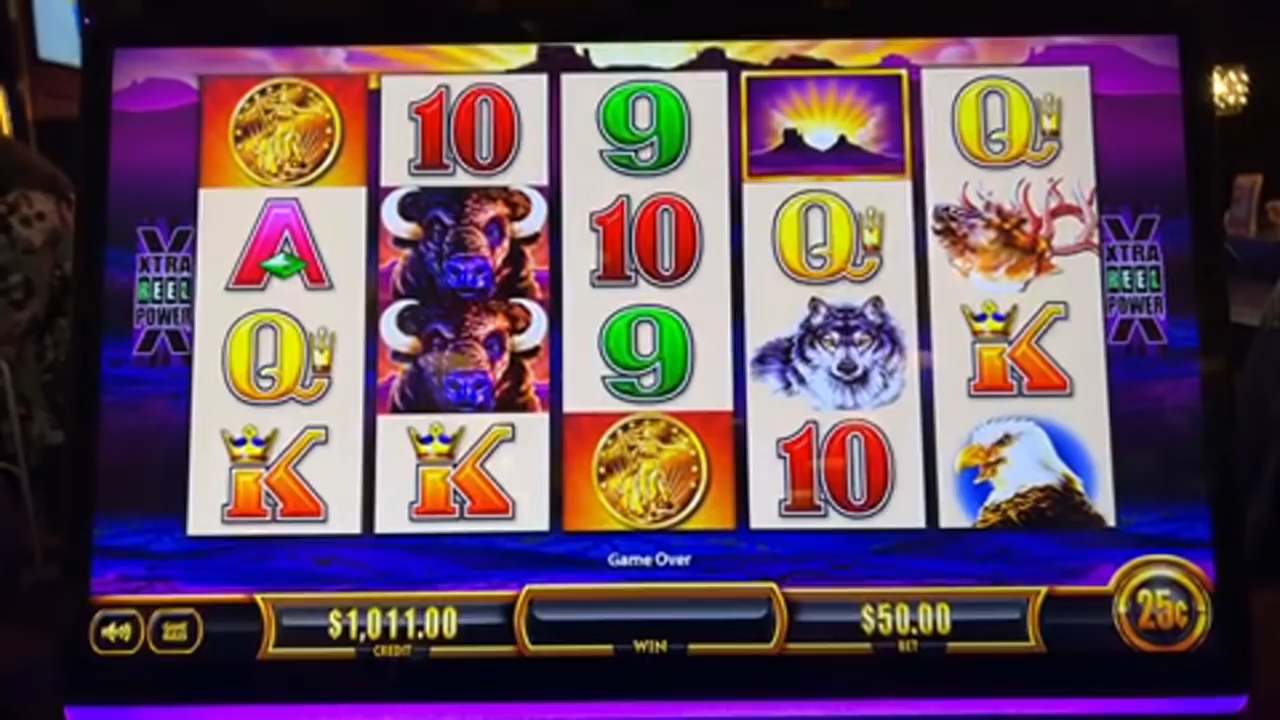 10 9 Q
A 10 Q
Q 9 K
K K 10
XTRA
REEL
POWER
X
XTRA
REEL
POWER
X
Game Over
$1,011.00
CREDIT
WIN
$50.00
BET
25¢